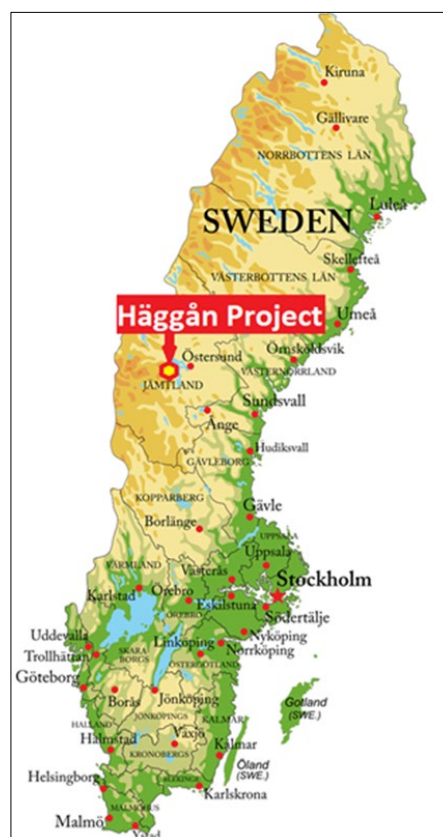 Kiruna
Gällivare
NORRBOTTENS LÄN
Luleå
SWEDEN
Skellefteå
VÄSTERBOTTENS LÄN
Häggån Project
Umeå
Östersund
Örnsköldsvik
JÄMTLAND
VÄSTERNORRLAND
Sundsvall
Ånge
Hudiksvall
GÄVLEBORG
KOPPARBERG
Gävle
Borlänge
UPPSALA
Uppsala
VÄRMLAND
Västerås
Stockholm
Karlstad
Örebro
ÖREBRO
Eskilstuna
Södertälje
Uddevalla
Nyköping
Trollhättan
SKARA
BORGS
Linköping
Norrköping
ÖSTERGÖTLAND
Göteborg
Gotland
(SWE.)
Borås
Jönköping
JÖNKÖPINGS
KALMAR
HALLAND
Växjö
Halmstad
KRONOBERGS
Kalmar
Öland
(SWE.)
Helsingborg
BLEKINGE
Karlskrona
Malmö
MALMÖHUS